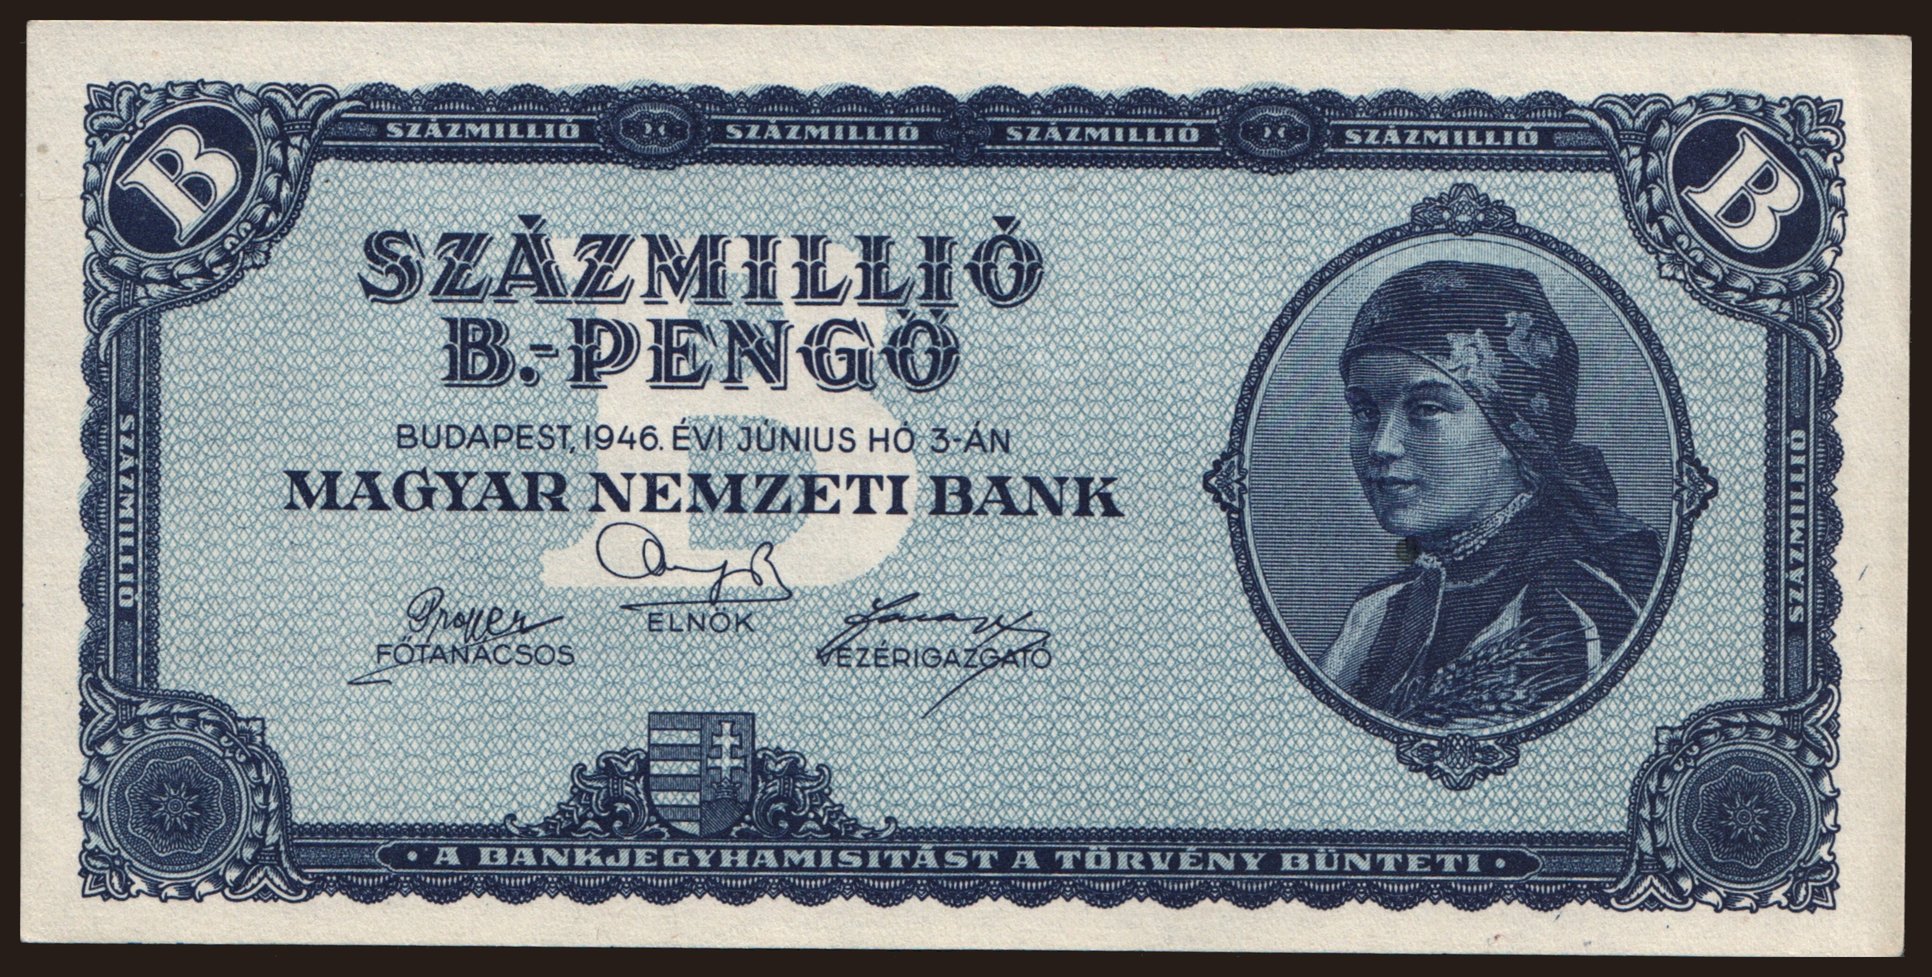 B
SZÁZMILLIÓ SZÁZMILLIÓ SZÁZMILLIÓ SZÁZMILLIÓ
B
SZÁZMILLIÓ
B.-PENGŐ
BUDAPEST, 1946. ÉVI JÚNIUS HÓ 3-ÁN
MAGYAR NEMZETI BANK
ELNÖK
FŐTANÁCSOS
VEZÉRIGAZGATÓ
SZÁZMILLIÓ
SZÁZMILLIÓ
• A BANKJEGYHAMISITÁST A TÖRVÉNY BÜNTETI •